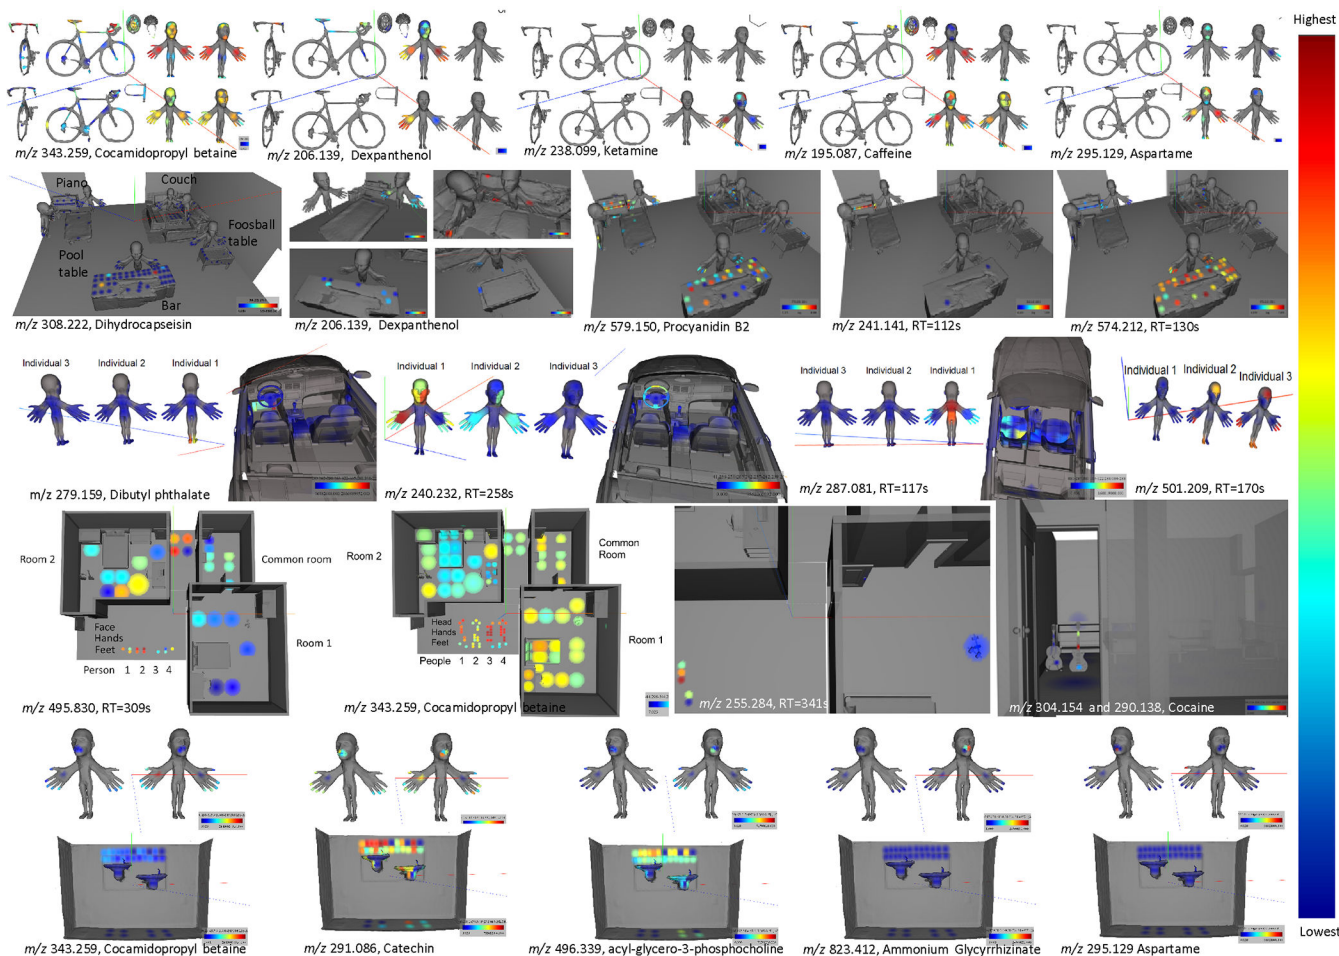 Highest
m/z 343.259, Cocamidopropyl betaine
m/z 206.139, Dexpanthenol
m/z 238.099, Ketamine
m/z 195.087, Caffeine
m/z 295.129, Aspartame
Piano
Couch
Foosball
table
Pool
table
Bar
m/z 308.222, Dihydrocapseisin
m/z 206.139, Dexpanthenol
m/z 579.150, Procyanidin B2
m/z 241.141, RT=112s
m/z 574.212, RT=130s
Individual 3 Individual 2 Individual 1
Individual 1 Individual 2 Individual 3
Individual 3 Individual 2 Individual 1
Individual 1
Individual 2
Individual 3
m/z 279.159, Dibutyl phthalate
m/z 240.232, RT=258s
m/z 287.081, RT=117s
m/z 501.209, RT=170s
Room 2
Common room
Face
Hands
Feet
Person 1 2 3 4
Room 1
m/z 495.830, RT=309s
Room 2
Common
Room
Head
Hands
Feet
People 1 2 3 4
Room 1
m/z 343.259, Cocamidopropyl betaine
m/z 255.284, RT=341s
m/z 304.154 and 290.138, Cocaine
m/z 343.259, Cocamidopropyl betaine
m/z 291.086, Catechin
m/z 496.339, acyl-glycero-3-phosphocholine
m/z 823.412, Ammonium Glycyrrhizinate
m/z 295.129 Aspartame
Lowest